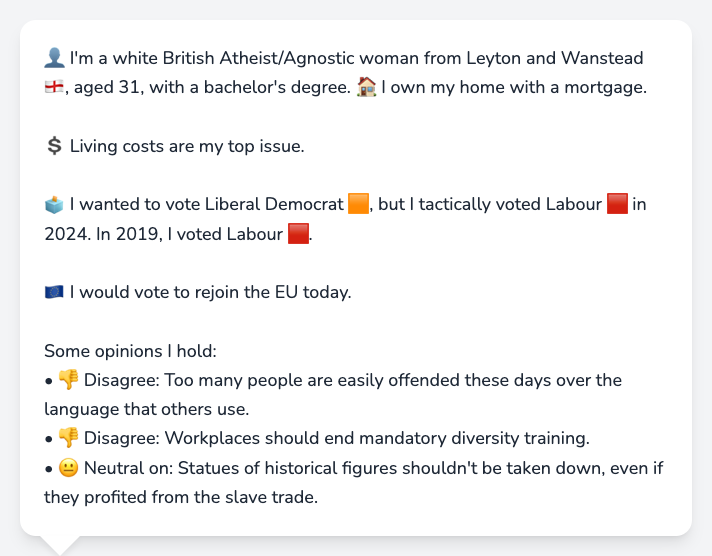 👤 I'm a white British Atheist/Agnostic woman from Leyton and Wanstead
🏴󠁧󠁢󠁥󠁮󠁧󠁿, aged 31, with a bachelor's degree. 🏠 I own my home with a mortgage.
💲 Living costs are my top issue.
🗳️ I wanted to vote Liberal Democrat 🟧, but I tactically voted Labour 🟥 in
2024. In 2019, I voted Labour 🟥.
🇪🇺 I would vote to rejoin the EU today.
Some opinions I hold:
• 👎 Disagree: Too many people are easily offended these days over the
language that others use.
• 👎 Disagree: Workplaces should end mandatory diversity training.
• 😐 Neutral on: Statues of historical figures shouldn't be taken down, even if
they profited from the slave trade.